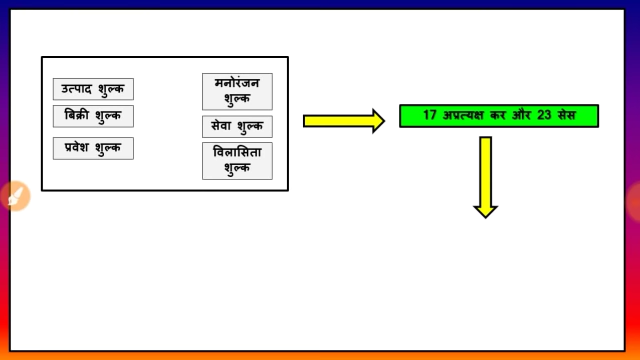 उत्पाद शुल्क
बिक्री शुल्क
प्रवेश शुल्क
मनोरंजन
शुल्क
सेवा शुल्क
विलासिता
शुल्क
17 अप्रत्यक्ष कर और 23 सेस